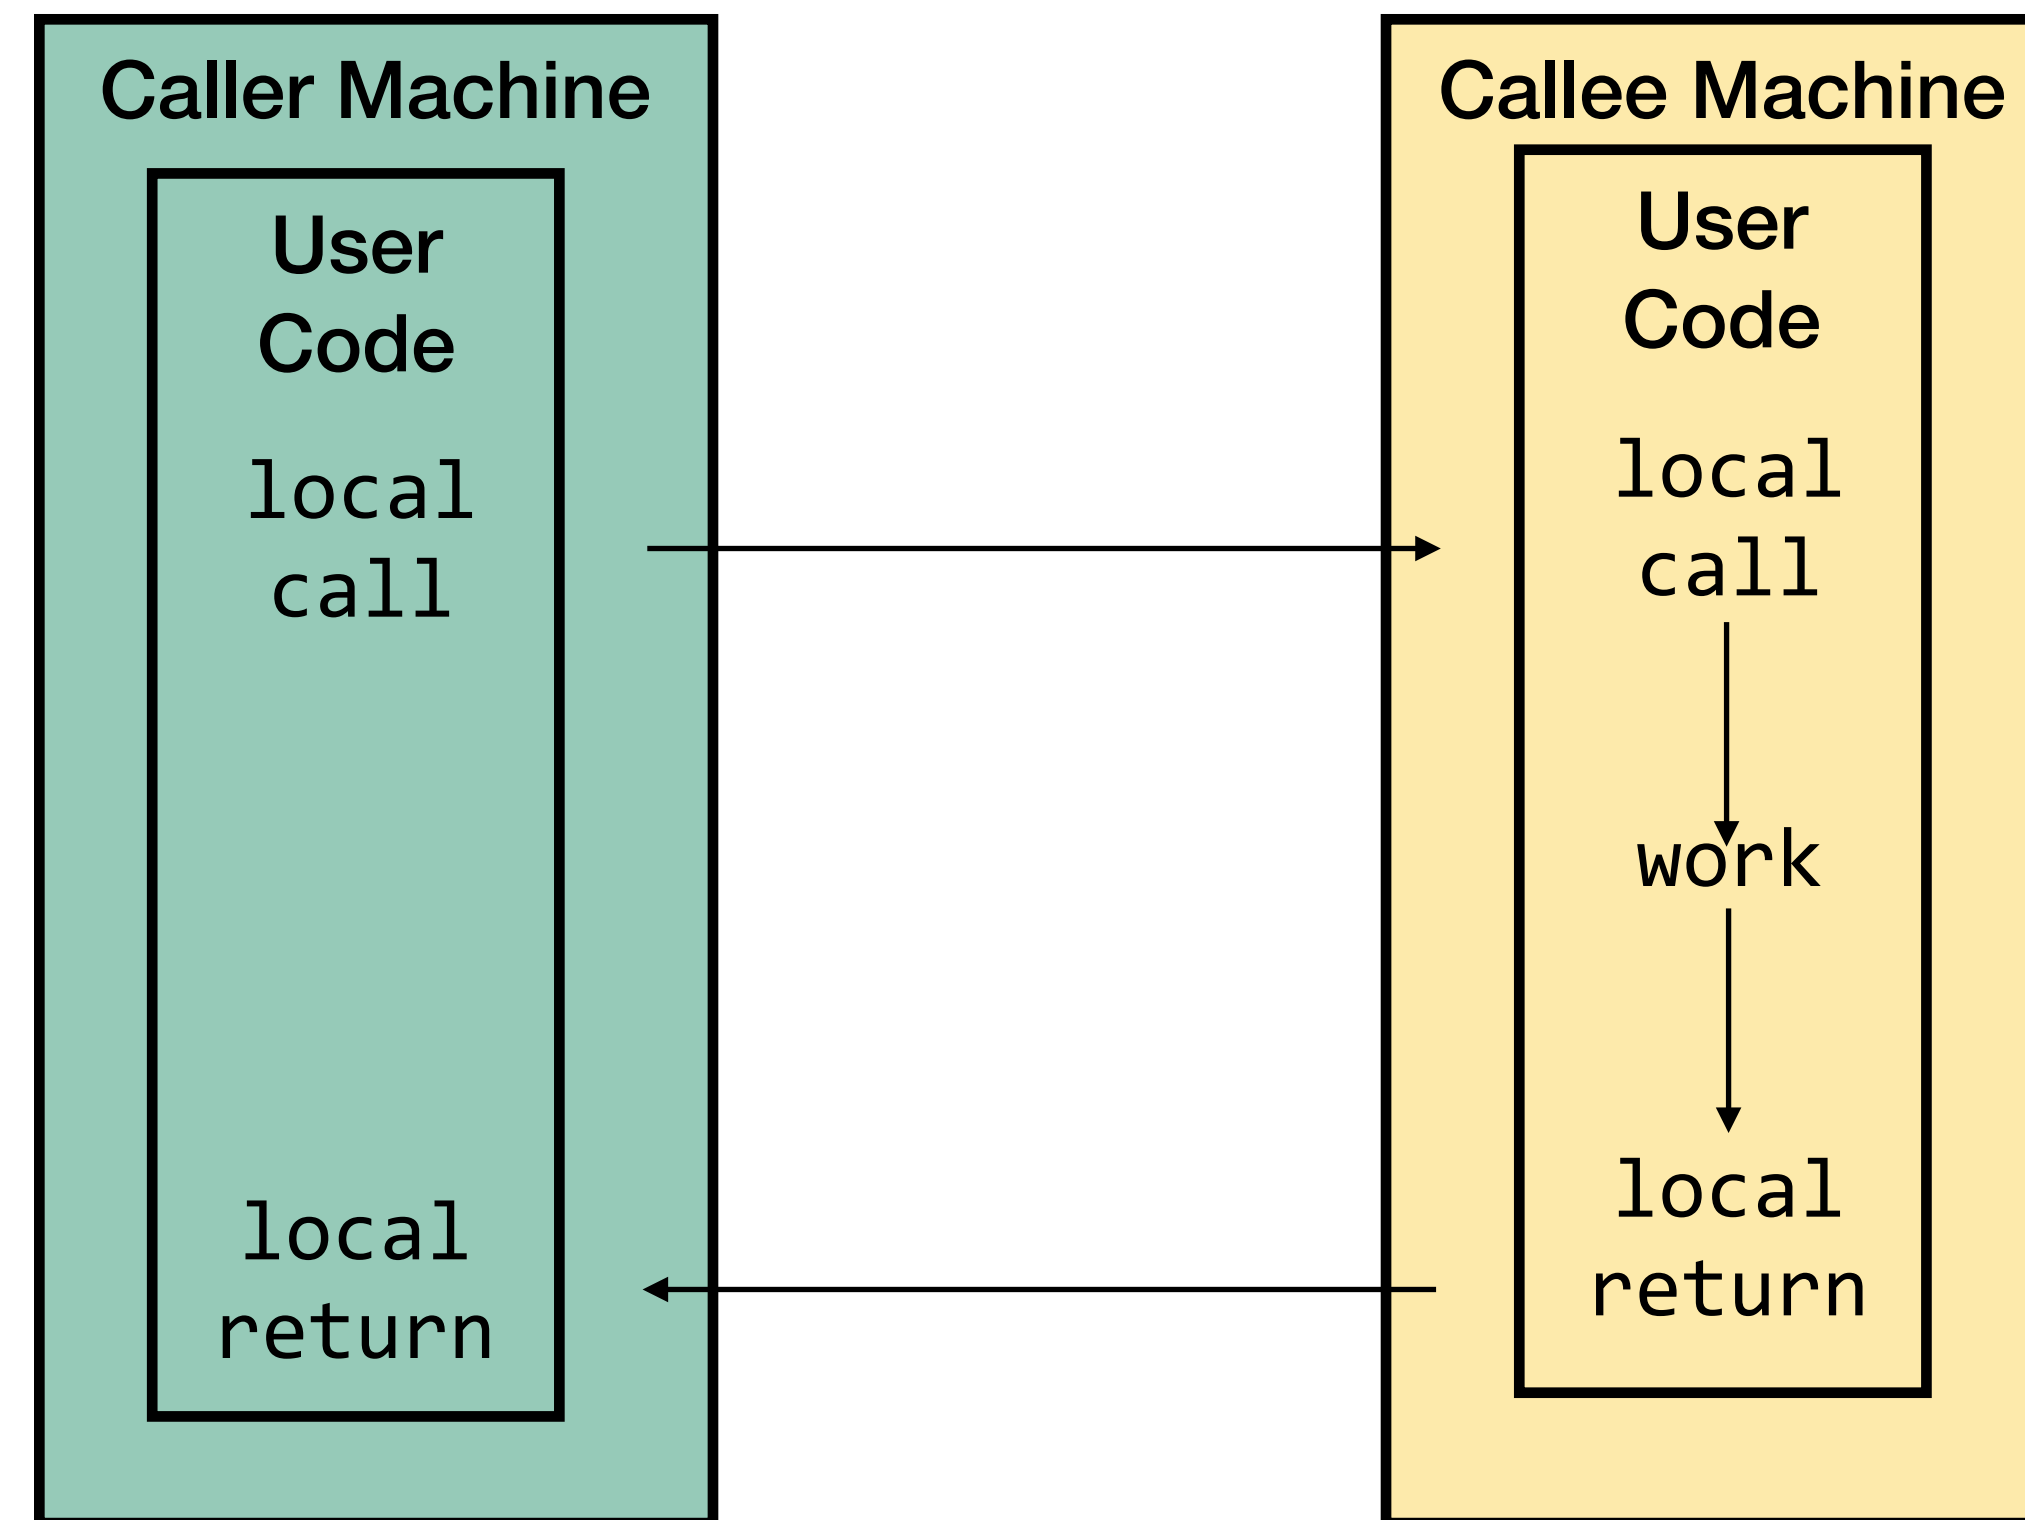 Caller Machine
User
Code
local
call
local
return
Callee Machine
User
Code
local
call
work
local
return